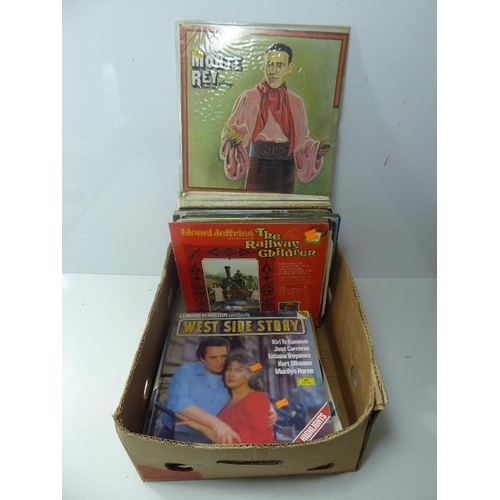 MONTE
REY
Lionel Jeffries
The
Railway
Children
LEONARD BERNSTEIN
WEST SIDE STORY
Kiri Te Kanawa
José Carreras
Tatiana Troyanos
Kurt Ollmann
Marilyn Horne
HIGHLIGHTS